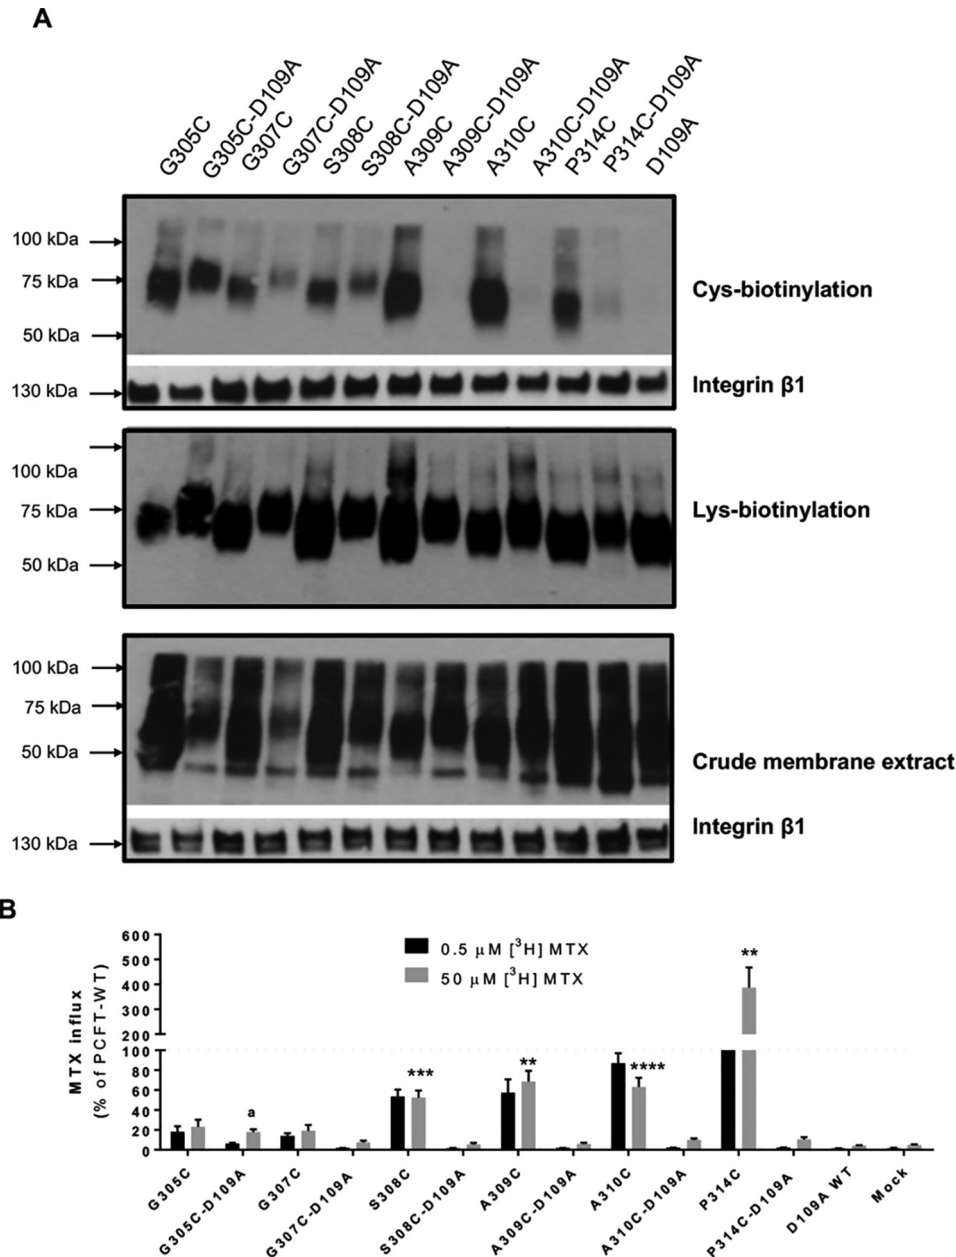 A
G305C
G305C-D109A
G307C
G307C-D109A
S308C
S308C-D109A
A309C
A309C-D109A
A310C
A310C-D109A
P314C
P314C-D109A
D109A
100 kDa
75 kDa
50 kDa
Cys-biotinylation
130 kDa
Integrin β1
100 kDa
75 kDa
50 kDa
Lys-biotinylation
100 kDa
75 kDa
50 kDa
Crude membrane extract
130 kDa
Integrin β1
B
MTX influx
(% of PCFT-WT)
600
500
400
300
200
100
80
60
40
20
0
0.5 μM [³H] MTX
50 μM [³H] MTX
a
***
**
****
**
G305C
G305C-D109A
G307C
G307C-D109A
S308C
S308C-D109A
A309C
A309C-D109A
A310C
A310C-D109A
P314C
P314C-D109A
D109A WT
Mock